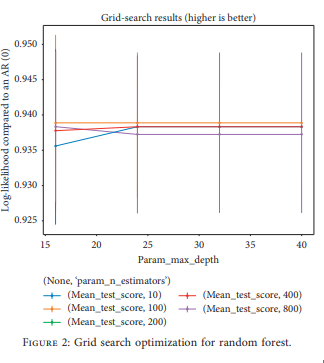 Grid-search results (higher is better)
Log-likelihood compared to an AR (0)
0.950
0.945
0.940
0.935
0.930
0.925
15 20 25 30 35 40
Param_max_depth
(None, 'param_n_estimators')
(Mean_test_score, 10) (Mean_test_score, 400)
(Mean_test_score, 100) (Mean_test_score, 800)
(Mean_test_score, 200)
FIGURE 2: Grid search optimization for random forest.